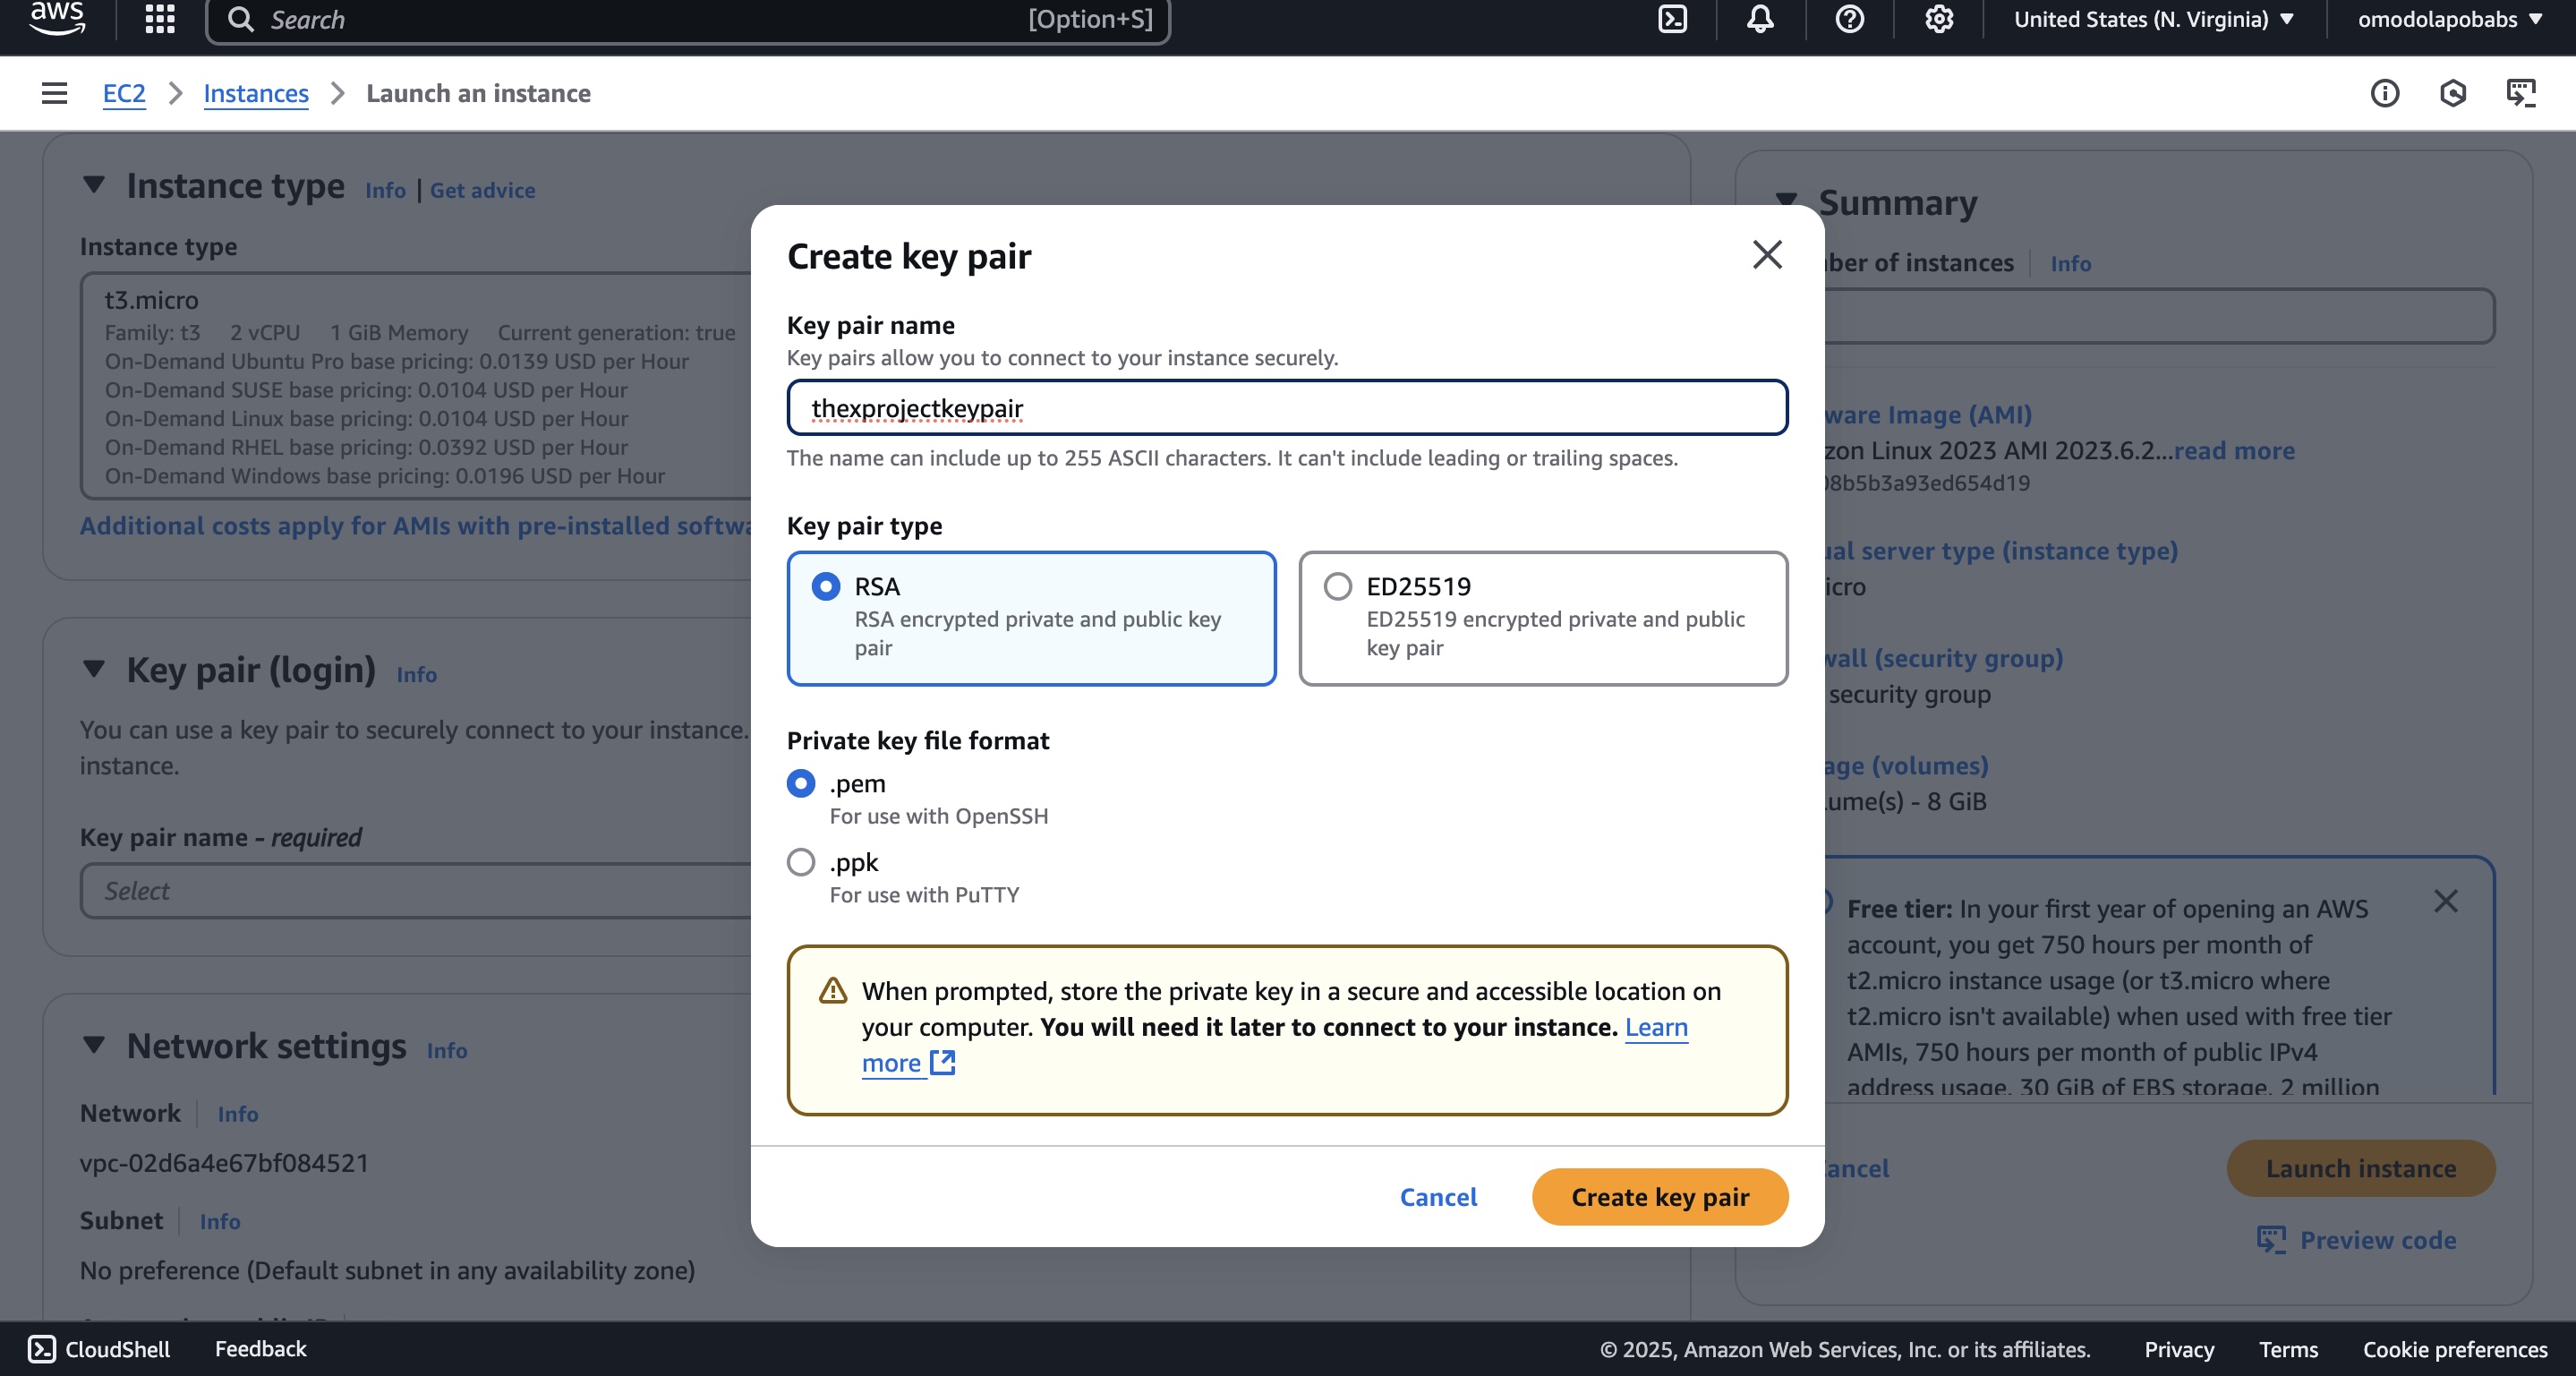 aws
Search [Option+S]
United States (N. Virginia)
omodolapobabs
EC2
Instances
Launch an instance
Instance type Info | Get advice
Instance type
t3.micro
Family: t3 2 vCPU 1 GiB Memory Current generation: true
On-Demand Ubuntu Pro base pricing: 0.0139 USD per Hour
On-Demand SUSE base pricing: 0.0104 USD per Hour
On-Demand Linux base pricing: 0.0104 USD per Hour
On-Demand RHEL base pricing: 0.0392 USD per Hour
On-Demand Windows base pricing: 0.0196 USD per Hour
Additional costs apply for AMIs with pre-installed
Key pair (login) Info
You can use a key pair to securely connect to your instance.
instance.
Key pair name - required
Select
Network settings Info
Network Info
vpc-02d6a4e67bf084521
Subnet Info
No preference (Default subnet in any availability zone)
Create key pair
Key pair name
Key pairs allow you to connect to your instance securely.
thexprojectkeypair
The name can include up to 255 ASCII characters. It can't include leading or trailing spaces.
Key pair type
RSA
RSA encrypted private and public key
pair
ED25519
ED25519 encrypted private and public
key pair
Private key file format
.pem
For use with OpenSSH
.ppk
For use with PuTTY
When prompted, store the private key in a secure and accessible location on
your computer. You will need it later to connect to your instance. Learn
more
Cancel
Create key pair
Summary
of instances Info
Image (AMI)
Linux 2023 AMI 2023.6.2...read more
8b5b3a93ed654d19
server type (instance type)
(security group)
security group
(volumes)
- 8 GiB
Free tier: In your first year of opening an AWS
account, you get 750 hours per month of
t2.micro instance usage (or t3.micro where
t2.micro isn't available) when used with free tier
AMIs, 750 hours per month of public IPv4
address usage, 30 GiB of EBS storage, 2 million
Launch instance
Preview code
CloudShell
Feedback
© 2025, Amazon Web Services, Inc. or its affiliates.
Privacy
Terms
Cookie preferences